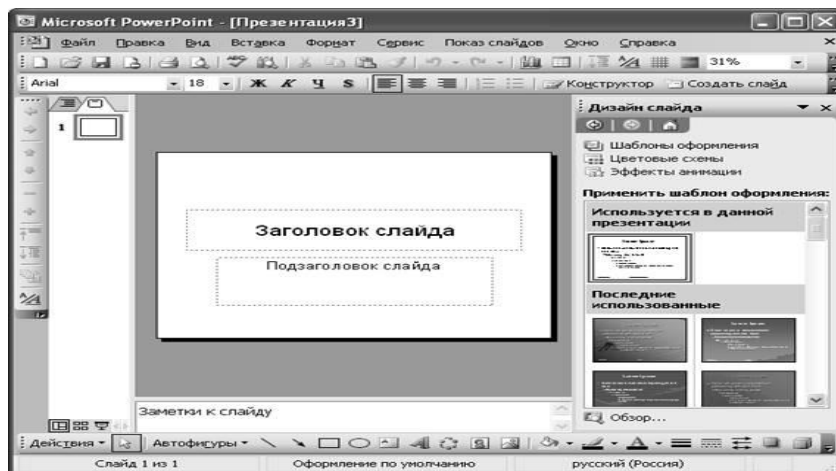 Microsoft PowerPoint - [Презентация3]
Файл Правка Вид Вставка Формат Сервис Показ слайдов Окно Справка
31%
Arial 18 Ж К Ч S Конструктор Создать слайд
Дизайн слайда
1
Шаблоны оформления
Цветовые схемы
Эффекты анимации
Применить шаблон оформления:
Используется в данной
презентации
Заголовок слайда
Подзаголовок слайда
Последние
использованные
Заметки к слайду
Обзор...
Действия Автофигуры
Слайд 1 из 1 Оформление по умолчанию русский (Россия)